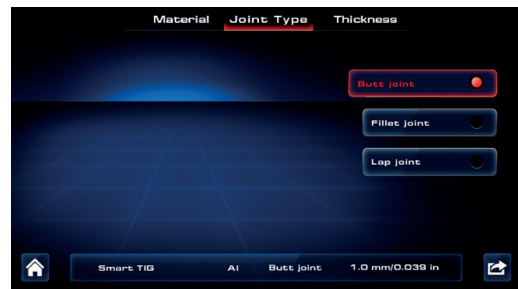 Material Joint Type Thickness
Butt joint
Fillet joint
Lap joint
Smart TIG Al Butt joint 1.0 mm/0.039 in